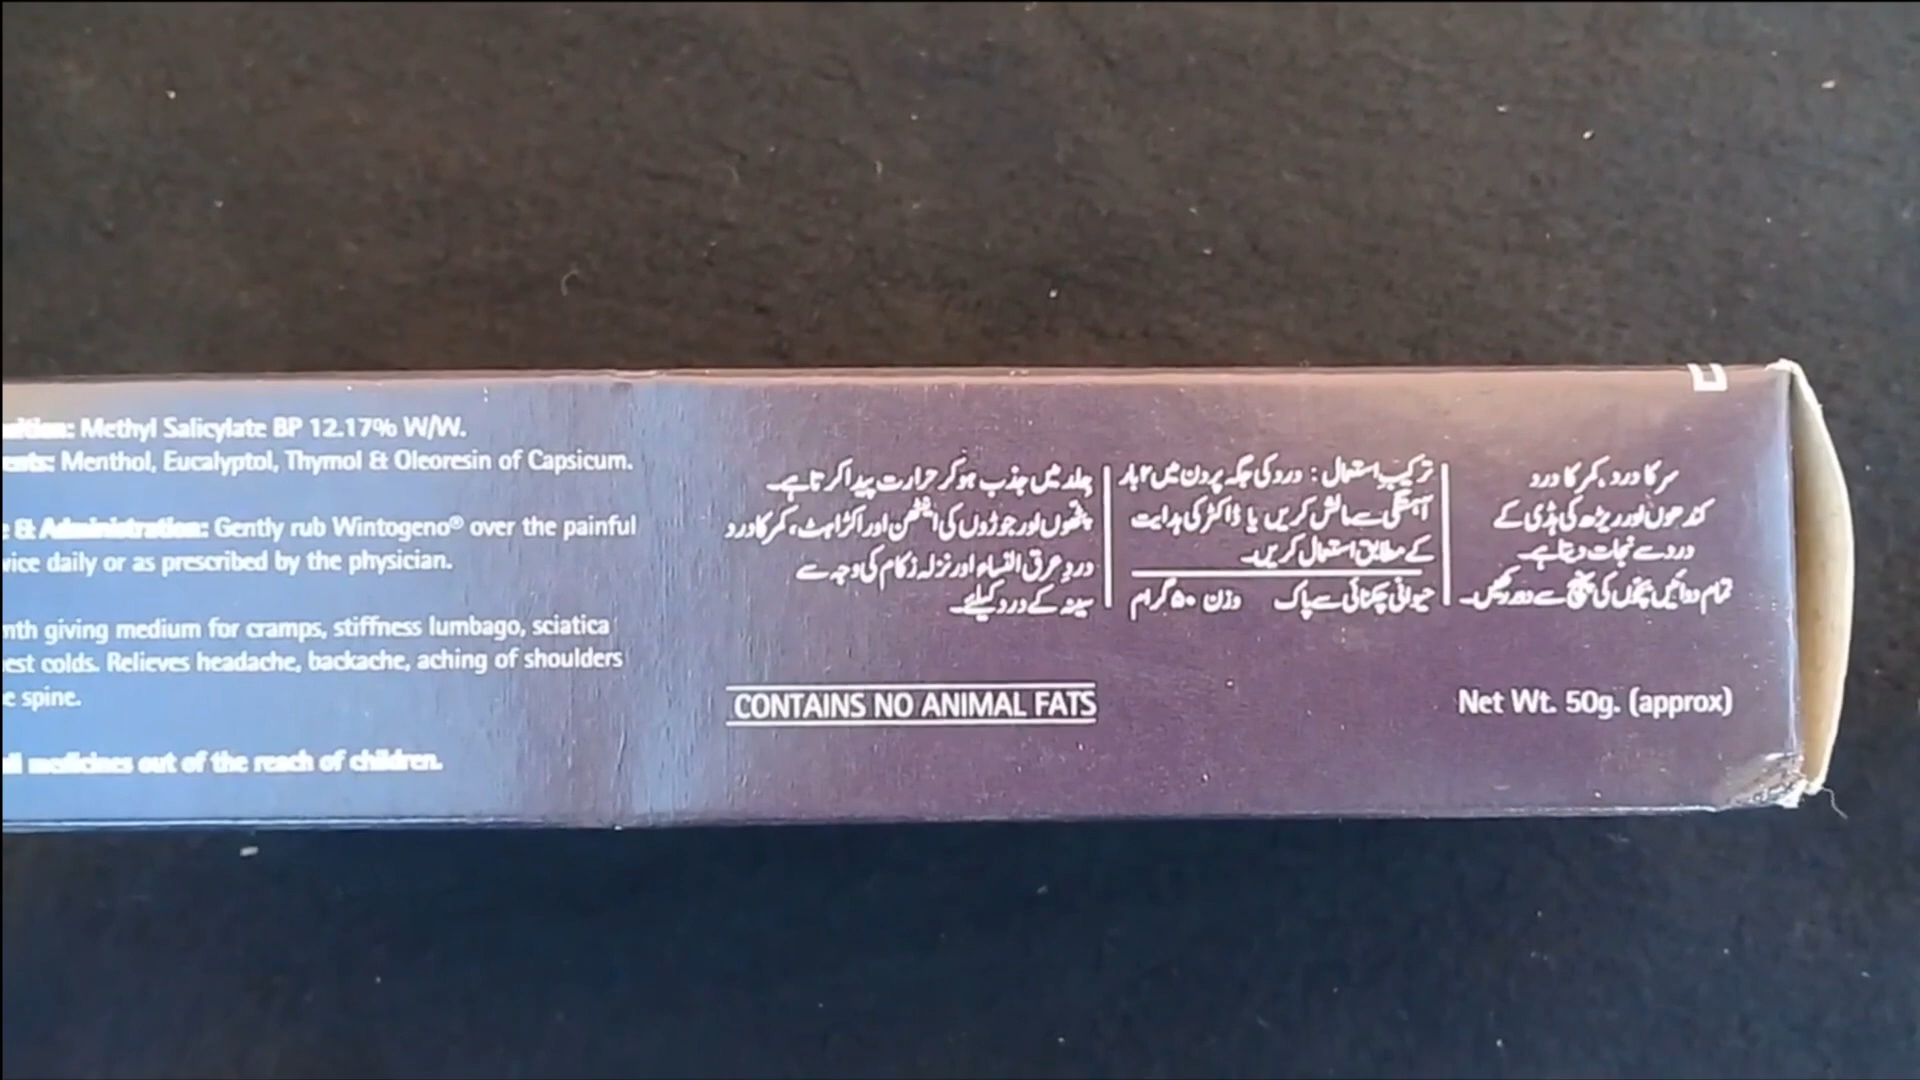 Methyl Salicylate BP 12.17% W/W.
Menthol, Eucalyptol, Thymol & Oleoresin of Capsicum.
& Administration: Gently rub Wintogeno® over the painful
daily or as prescribed by the physician.
giving medium for cramps, stiffness lumbago, sciatica
colds. Relieves headache, backache, aching of shoulders
spine.
medicines out of the reach of children.
جلد میں جذب ہوکر حرارت پیدا کرتا ہے۔
پٹھوں اور جوڑوں کی اینٹھن اور اکڑاہٹ، کمر کا درد
درد عرق النساء اور نزلہ زکام کی وجہ سے
سینہ کے درد کیلئے۔
CONTAINS NO ANIMAL FATS
ترکیب استعمال : درد کی جگہ پر دن میں ۲ بار
آہستگی سے مالش کریں یا ڈاکٹر کی ہدایت
کے مطابق استعمال کریں۔
حیوانی چکنائی سے پاک وزن ۵۰ گرام
سر کا درد، کمر کا درد
کندھوں اور ریڑھ کی ہڈی کے
درد سے نجات دیتا ہے۔
تمام دوائیں بچوں کی پہنچ سے دور رکھیں۔
Net Wt. 50g. (approx)